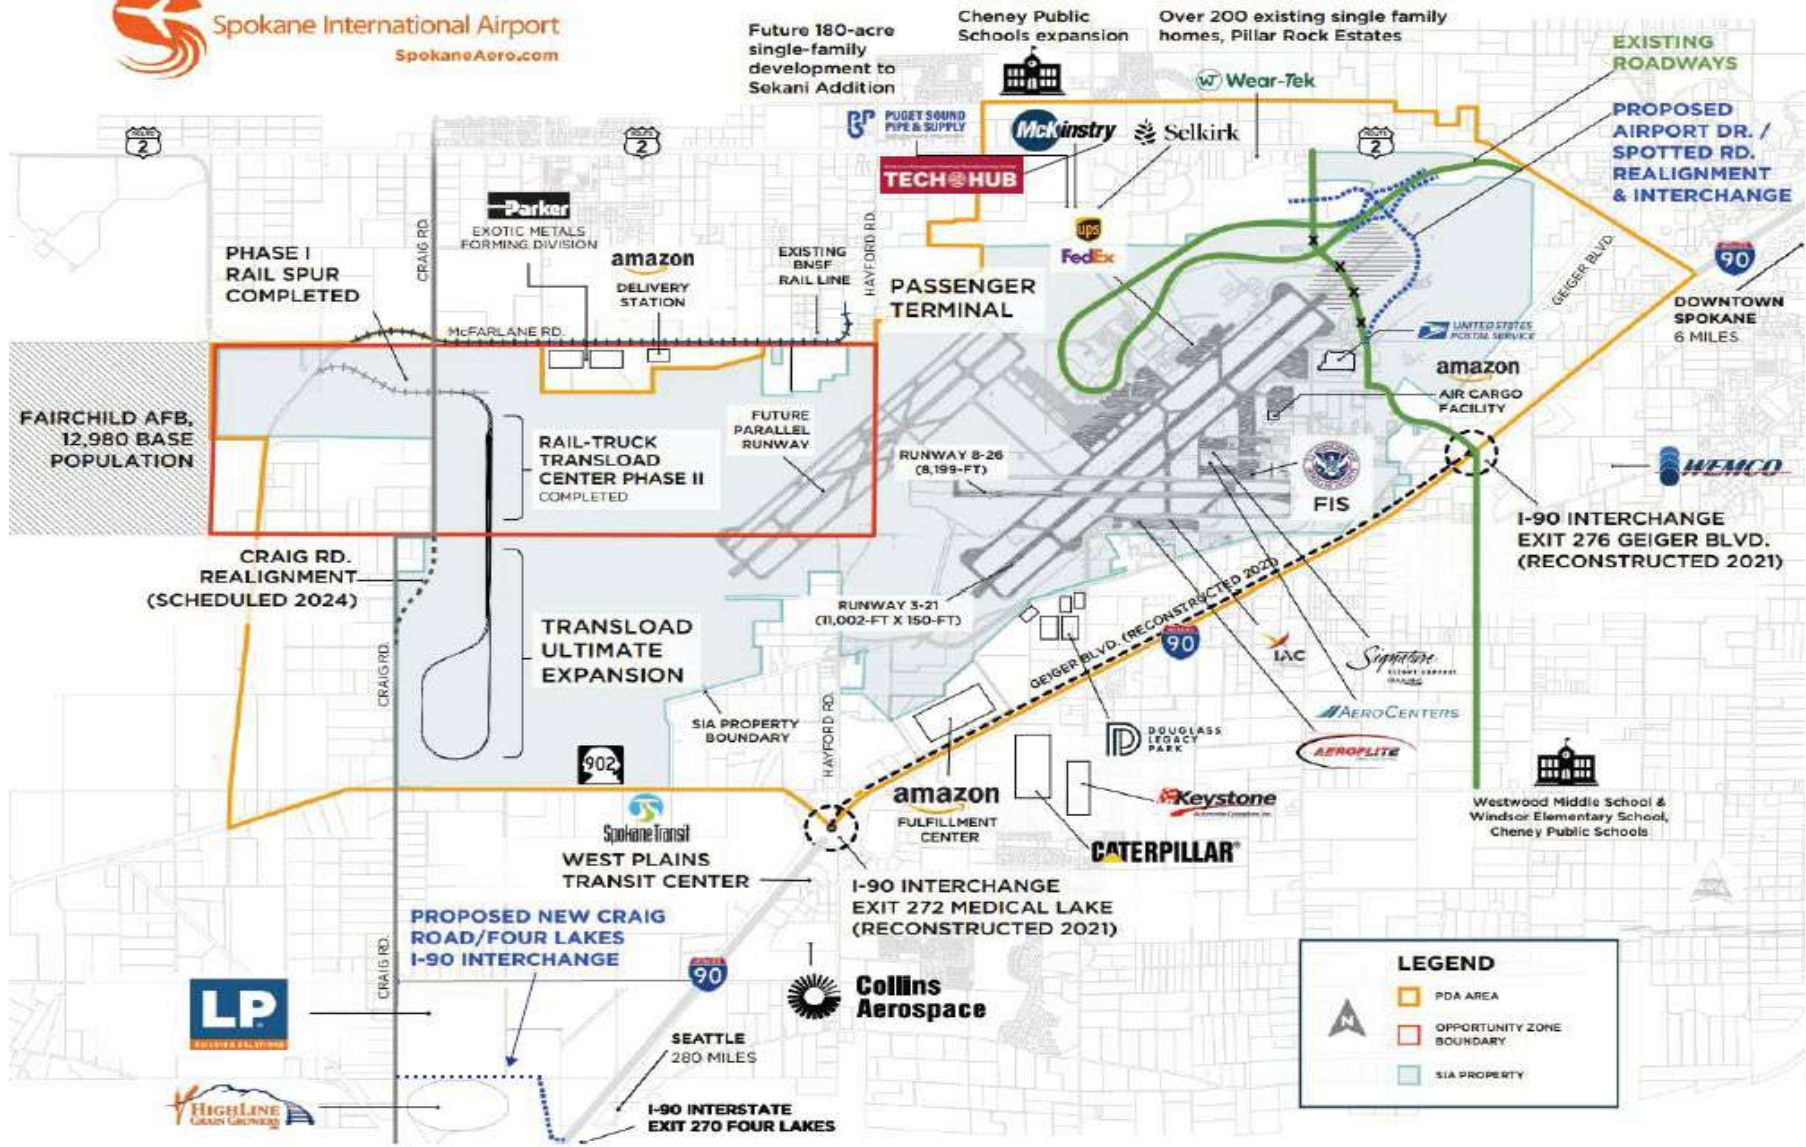 Spokane International Airport
SpokaneAero.com
Future 180-acre
single-family
development to
Sekani Addition
Cheney Public
Schools expansion
Over 200 existing single family
homes, Pillar Rock Estates
EXISTING
ROADWAYS
PROPOSED
AIRPORT DR. /
SPOTTED RD.
REALIGNMENT
& INTERCHANGE
Wear-Tek
PUGET SOUND
PIPE & SUPPLY
McKinstry
Selkirk
TECH HUB
ROUTE
2
ROUTE
2
ROUTE
2
Parker
EXOTIC METALS
FORMING DIVISION
amazon
DELIVERY
STATION
EXISTING
BNSF
RAIL LINE
CRAIG RD.
HAYFORD RD.
ups
FedEx
PHASE I
RAIL SPUR
COMPLETED
PASSENGER
TERMINAL
GEIGER BLVD.
90
DOWNTOWN
SPOKANE
6 MILES
McFARLANE RD.
UNITED STATES
POSTAL SERVICE
amazon
AIR CARGO
FACILITY
FAIRCHILD AFB,
12,980 BASE
POPULATION
RAIL-TRUCK
TRANSLOAD
CENTER PHASE II
COMPLETED
FUTURE
PARALLEL
RUNWAY
RUNWAY 8-26
(8,199-FT)
FIS
WEMCO
I-90 INTERCHANGE
EXIT 276 GEIGER BLVD.
(RECONSTRUCTED 2021)
CRAIG RD.
REALIGNMENT
(SCHEDULED 2024)
RUNWAY 3-21
(11,002-FT X 150-FT)
TRANSLOAD
ULTIMATE
EXPANSION
GEIGER BLVD. (RECONSTRUCTED 2021)
90
IAC
Signature
AEROCENTERS
AEROFLITE
CRAIG RD.
SIA PROPERTY
BOUNDARY
HAYFORD RD.
DOUGLASS
LEGACY
PARK
902
amazon
FULFILLMENT
CENTER
Keystone
CATERPILLAR
Westwood Middle School &
Windsor Elementary School,
Cheney Public Schools
Spokane Transit
WEST PLAINS
TRANSIT CENTER
I-90 INTERCHANGE
EXIT 272 MEDICAL LAKE
(RECONSTRUCTED 2021)
PROPOSED NEW CRAIG
ROAD/FOUR LAKES
I-90 INTERCHANGE
CRAIG RD.
90
Collins
Aerospace
LP
BUILDING SOLUTIONS
SEATTLE
280 MILES
HIGHLINE
GRAIN GROWERS
I-90 INTERSTATE
EXIT 270 FOUR LAKES
LEGEND
N
PDA AREA
OPPORTUNITY ZONE
BOUNDARY
SIA PROPERTY